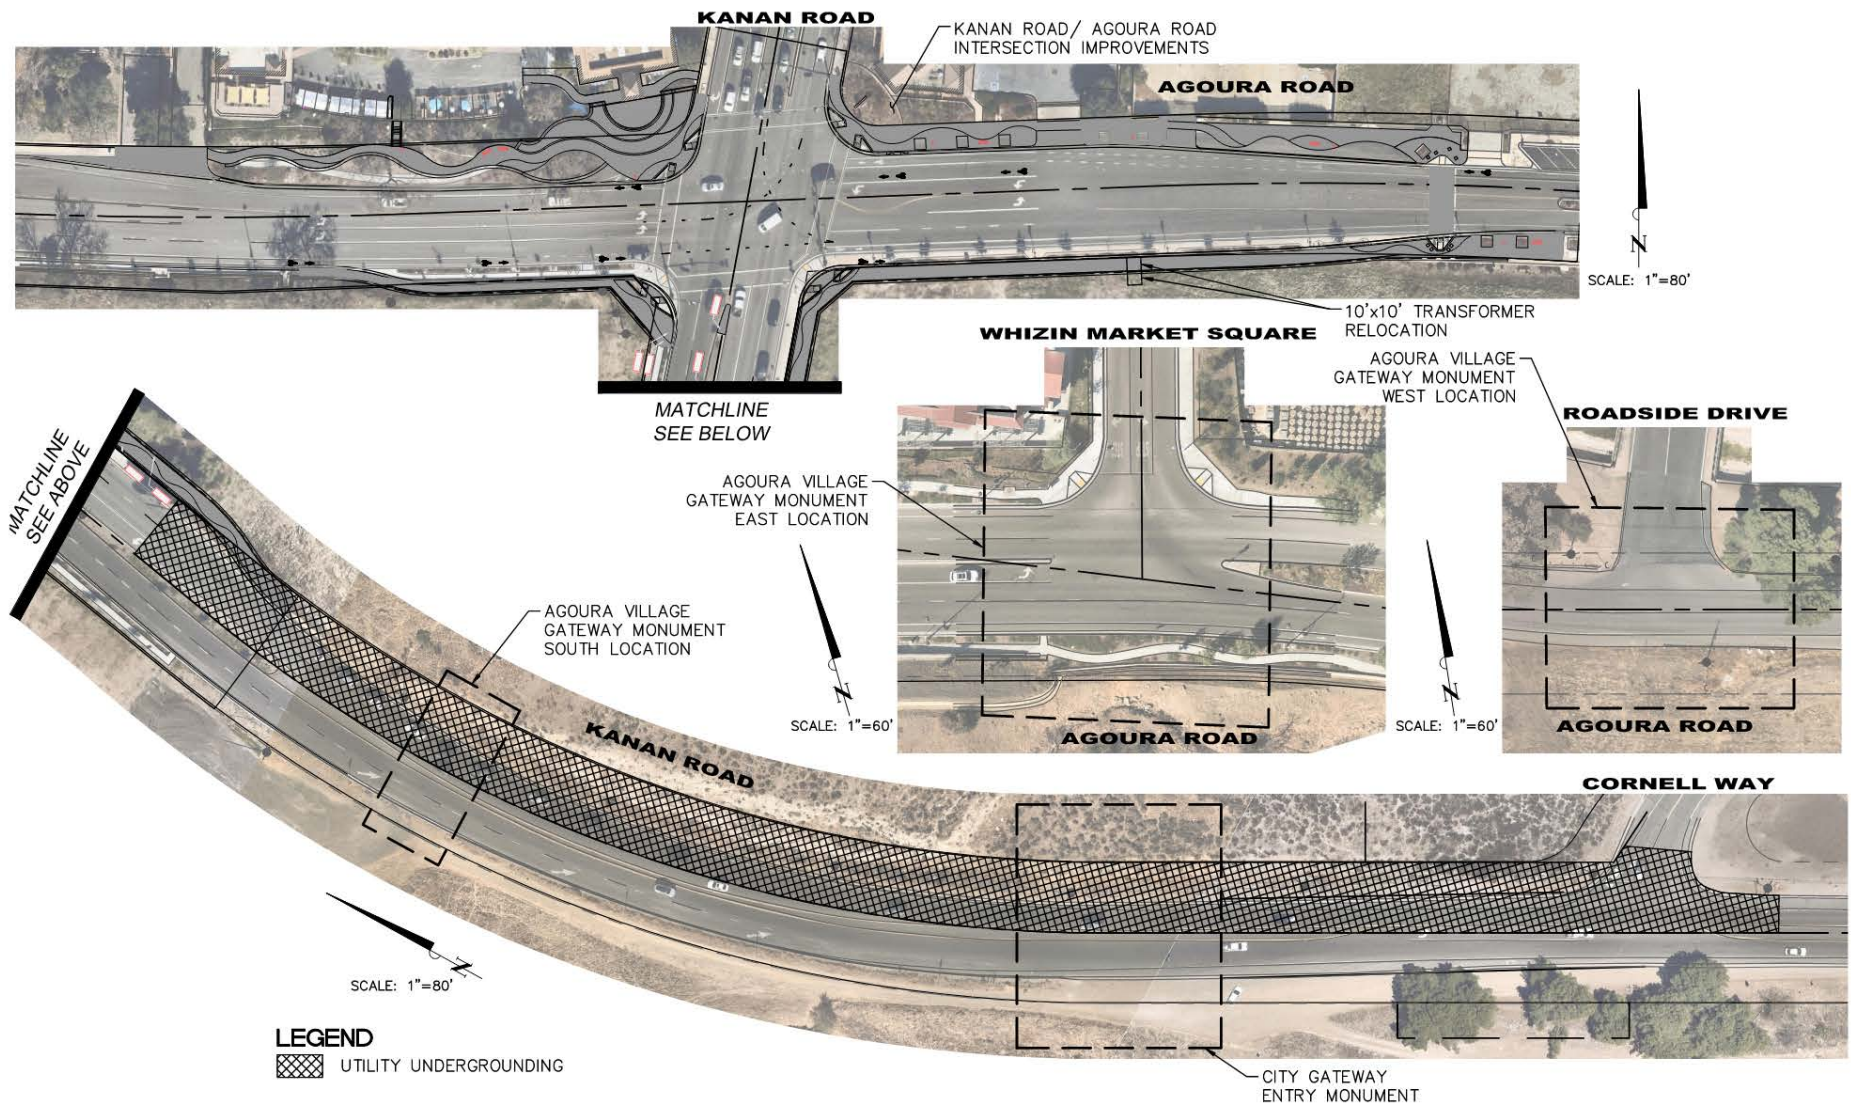 KANAN ROAD
KANAN ROAD/ AGOURA ROAD
INTERSECTION IMPROVEMENTS
AGOURA ROAD
N
SCALE: 1"=80'
10'x10' TRANSFORMER
RELOCATION
MATCHLINE
SEE BELOW
WHIZIN MARKET SQUARE
AGOURA VILLAGE
GATEWAY MONUMENT
WEST LOCATION
ROADSIDE DRIVE
MATCHLINE
SEE ABOVE
AGOURA VILLAGE
GATEWAY MONUMENT
EAST LOCATION
AGOURA VILLAGE
GATEWAY MONUMENT
SOUTH LOCATION
N
SCALE: 1"=60'
AGOURA ROAD
N
SCALE: 1"=60'
AGOURA ROAD
KANAN ROAD
CORNELL WAY
N
SCALE: 1"=80'
LEGEND
UTILITY UNDERGROUNDING
CITY GATEWAY
ENTRY MONUMENT